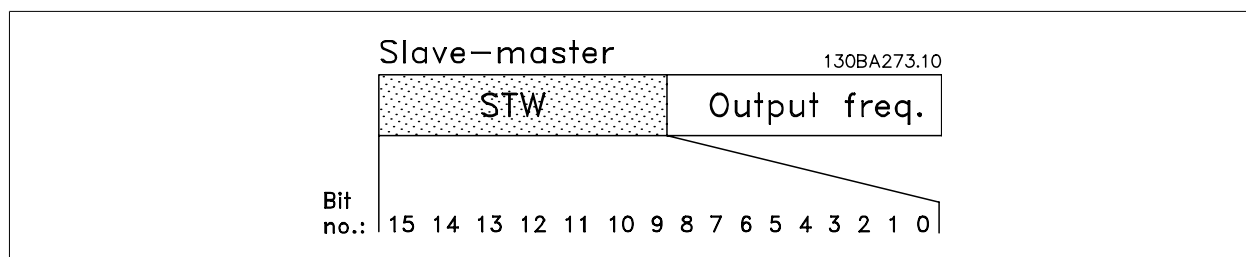 Slave-master 130BA273.10
STW Output freq.
Bit
no.: 15 14 13 12 11 10 9 8 7 6 5 4 3 2 1 0